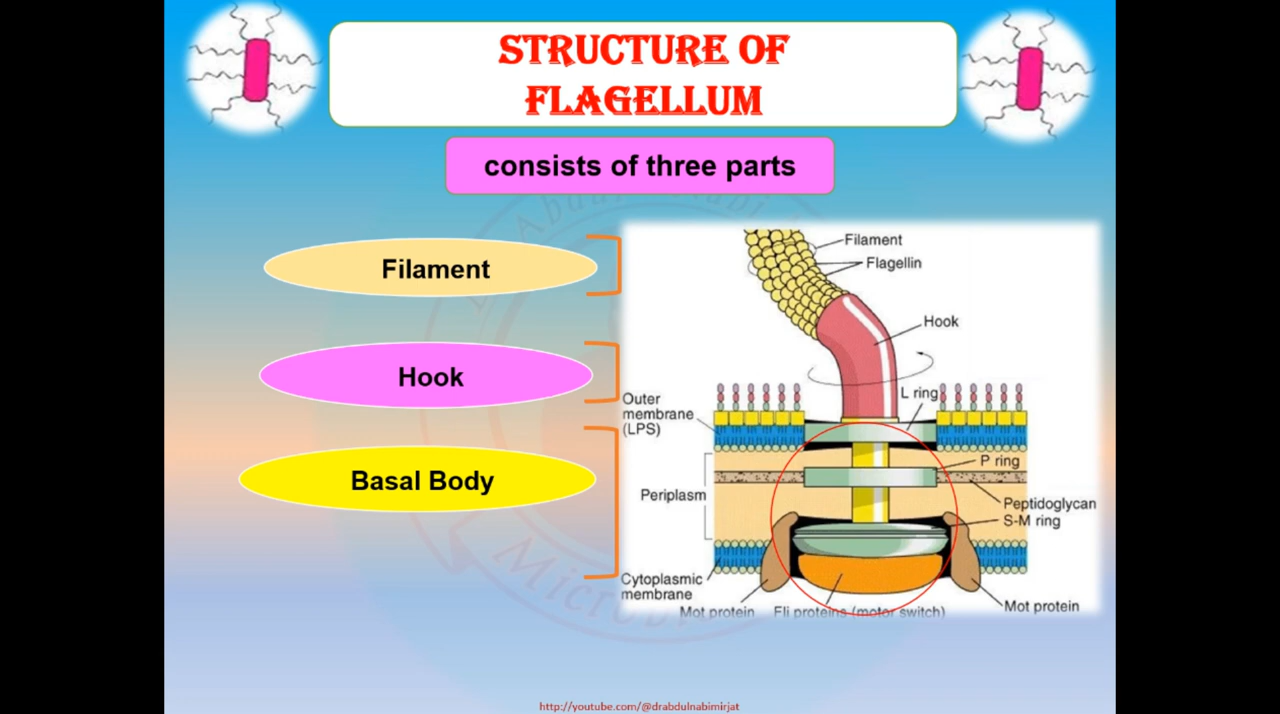 STRUCTURE OF
FLAGELLUM
consists of three parts
Filament
Hook
Basal Body
Filament
Flagellin
Hook
L ring
Outer
membrane
(LPS)
P ring
Periplasm
Peptidoglycan
S-M ring
Cytoplasmic
membrane
Mot protein
Fli proteins (motor switch)
Mot protein
http://youtube.com/@drabdulnabimirjat